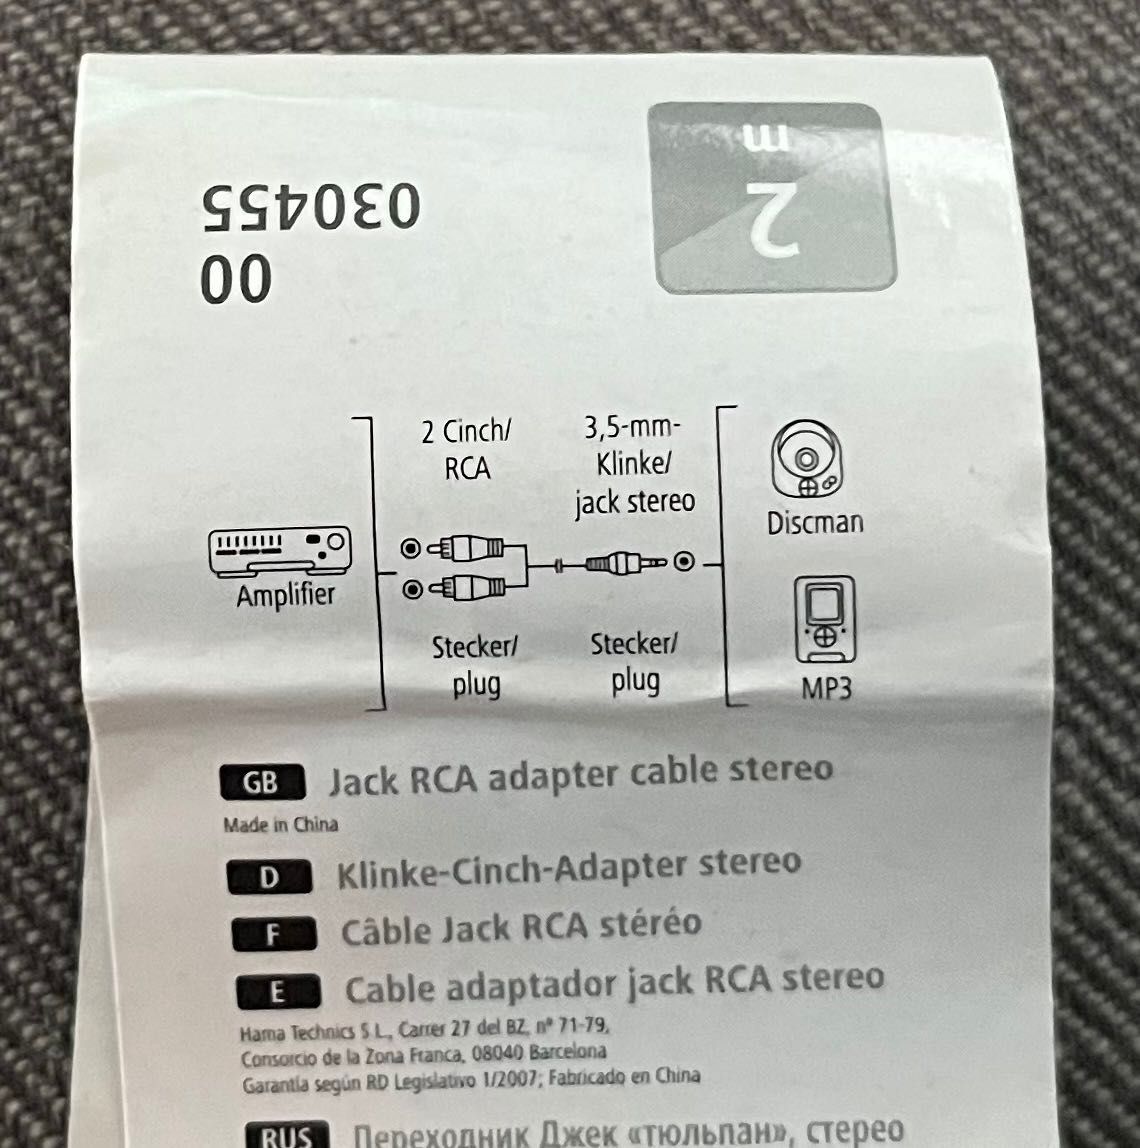 00
030455
2
m
2 Cinch/
RCA
3,5-mm-
Klinke/
jack stereo
Amplifier
Discman
Stecker/
plug
Stecker/
plug
MP3
GB Jack RCA adapter cable stereo
Made in China
D Klinke-Cinch-Adapter stereo
F Câble Jack RCA stéréo
E Cable adaptador jack RCA stereo
Hama Technics S.L., Carrer 27 del BZ, nº 71-79,
Consorcio de la Zona Franca, 08040 Barcelona
Garantía según RD Legislativo 1/2007; Fabricado en China
RUS Переходник Джек «тюльпан», стерео